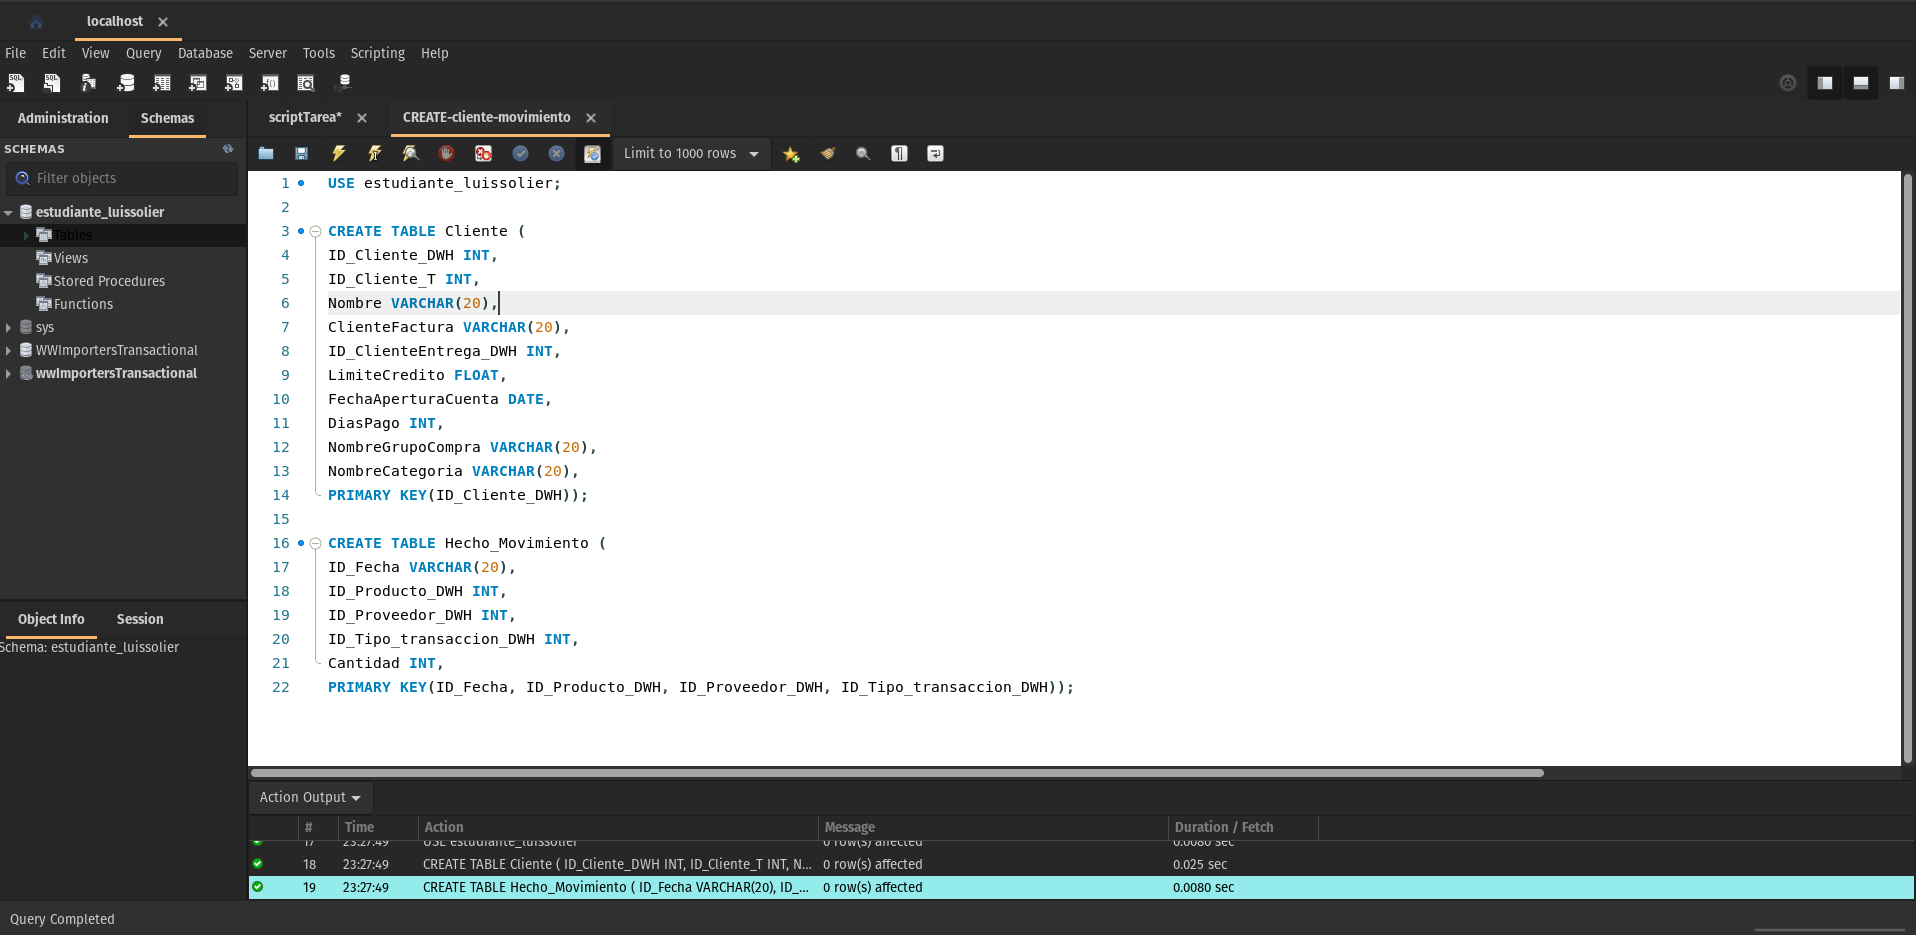 localhost
File Edit View Query Database Server Tools Scripting Help
Administration Schemas
scriptTarea* CREATE-cliente-movimiento
SCHEMAS
Limit to 1000 rows
Filter objects
estudiante_luissolier
Tables
Views
Stored Procedures
Functions
sys
WWImportersTransactional
wwImportersTransactional
1 USE estudiante_luissolier;
2
3 CREATE TABLE Cliente (
4 ID_Cliente_DWH INT,
5 ID_Cliente_T INT,
6 Nombre VARCHAR(20),
7 ClienteFactura VARCHAR(20),
8 ID_ClienteEntrega_DWH INT,
9 LimiteCredito FLOAT,
10 FechaAperturaCuenta DATE,
11 DiasPago INT,
12 NombreGrupoCompra VARCHAR(20),
13 NombreCategoria VARCHAR(20),
14 PRIMARY KEY(ID_Cliente_DWH));
15
16 CREATE TABLE Hecho_Movimiento (
17 ID_Fecha VARCHAR(20),
18 ID_Producto_DWH INT,
19 ID_Proveedor_DWH INT,
20 ID_Tipo_transaccion_DWH INT,
21 Cantidad INT,
22 PRIMARY KEY(ID_Fecha, ID_Producto_DWH, ID_Proveedor_DWH, ID_Tipo_transaccion_DWH));
Object Info Session
Schema: estudiante_luissolier
Action Output
# Time Action Message Duration / Fetch
17 23:27:49 USE estudiante_luissolier 0 row(s) affected 0.0080 sec
18 23:27:49 CREATE TABLE Cliente ( ID_Cliente_DWH INT, ID_Cliente_T INT, N... 0 row(s) affected 0.025 sec
19 23:27:49 CREATE TABLE Hecho_Movimiento ( ID_Fecha VARCHAR(20), ID_... 0 row(s) affected 0.0080 sec
Query Completed